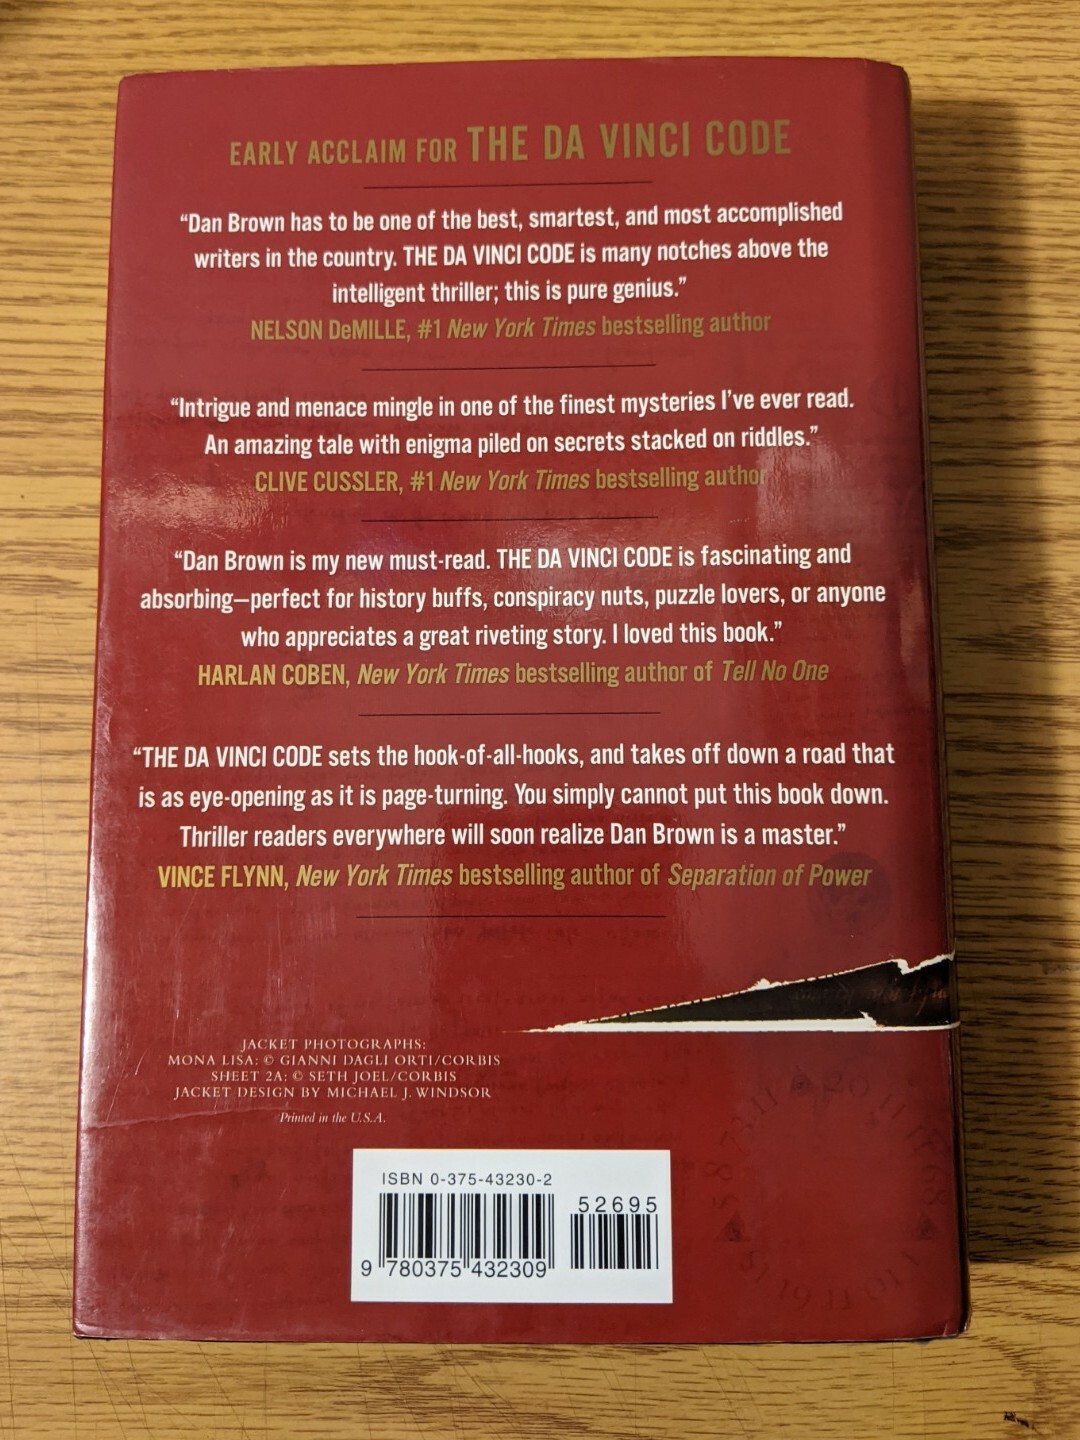 EARLY ACCLAIM FOR THE DA VINCI CODE
“Dan Brown has to be one of the best, smartest, and most accomplished
writers in the country. THE DA VINCI CODE is many notches above the
intelligent thriller; this is pure genius.”
NELSON DeMILLE, #1 New York Times bestselling author
“Intrigue and menace mingle in one of the finest mysteries I’ve ever read.
An amazing tale with enigma piled on secrets stacked on riddles.”
CLIVE CUSSLER, #1 New York Times bestselling author
“Dan Brown is my new must-read. THE DA VINCI CODE is fascinating and
absorbing—perfect for history buffs, conspiracy nuts, puzzle lovers, or anyone
who appreciates a great riveting story. I loved this book.”
HARLAN COBEN, New York Times bestselling author of Tell No One
“THE DA VINCI CODE sets the hook-of-all-hooks, and takes off down a road that
is as eye-opening as it is page-turning. You simply cannot put this book down.
Thriller readers everywhere will soon realize Dan Brown is a master.”
VINCE FLYNN, New York Times bestselling author of Separation of Power
JACKET PHOTOGRAPHS:
MONA LISA: © GIANNI DAGLI ORTI/CORBIS
SHEET 2A: © SETH JOEL/CORBIS
JACKET DESIGN BY MICHAEL J. WINDSOR
Printed in the U.S.A.
ISBN 0-375-43230-2
52695
9 780375 432309